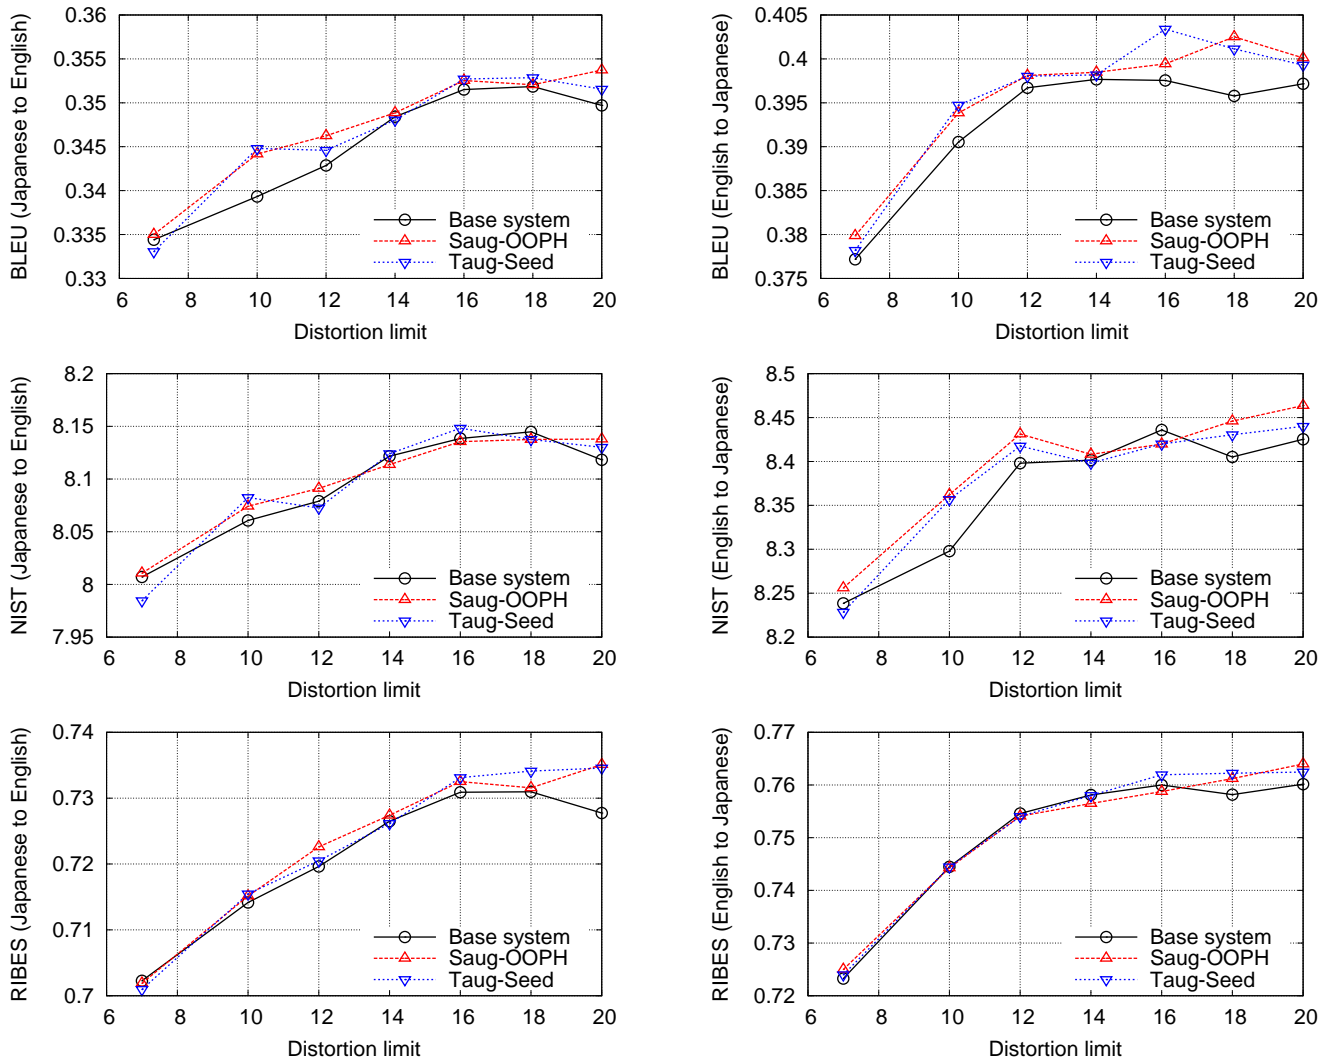 BLEU (Japanese to English)
0.36
0.355
0.35
0.345
0.34
0.335
0.33
Base system
Saug-OOPH
Taug-Seed
6 8 10 12 14 16 18 20
Distortion limit
BLEU (English to Japanese)
0.405
0.4
0.395
0.39
0.385
0.38
0.375
Base system
Saug-OOPH
Taug-Seed
6 8 10 12 14 16 18 20
Distortion limit
NIST (Japanese to English)
8.2
8.15
8.1
8.05
8
7.95
Base system
Saug-OOPH
Taug-Seed
6 8 10 12 14 16 18 20
Distortion limit
NIST (English to Japanese)
8.5
8.45
8.4
8.35
8.3
8.25
8.2
Base system
Saug-OOPH
Taug-Seed
6 8 10 12 14 16 18 20
Distortion limit
RIBES (Japanese to English)
0.74
0.73
0.72
0.71
0.7
Base system
Saug-OOPH
Taug-Seed
6 8 10 12 14 16 18 20
Distortion limit
RIBES (English to Japanese)
0.77
0.76
0.75
0.74
0.73
0.72
Base system
Saug-OOPH
Taug-Seed
6 8 10 12 14 16 18 20
Distortion limit